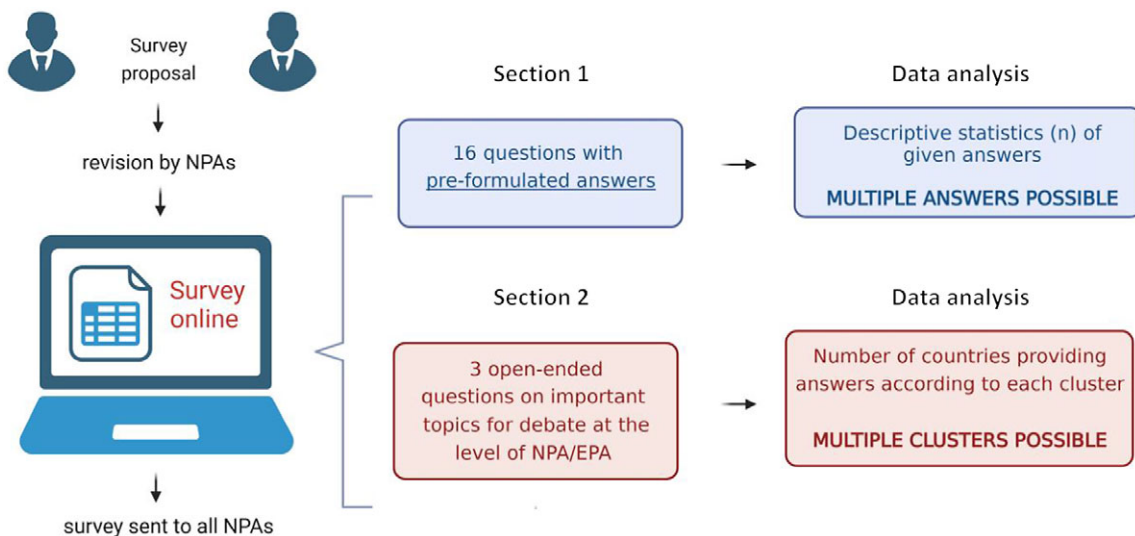 Survey
proposal
revision by NPAs
Survey
online
survey sent to all NPAs
Section 1
16 questions with
pre-formulated answers
Data analysis
Descriptive statistics (n) of
given answers
MULTIPLE ANSWERS POSSIBLE
Section 2
3 open-ended
questions on important
topics for debate at the
level of NPA/EPA
Data analysis
Number of countries providing
answers according to each cluster
MULTIPLE CLUSTERS POSSIBLE